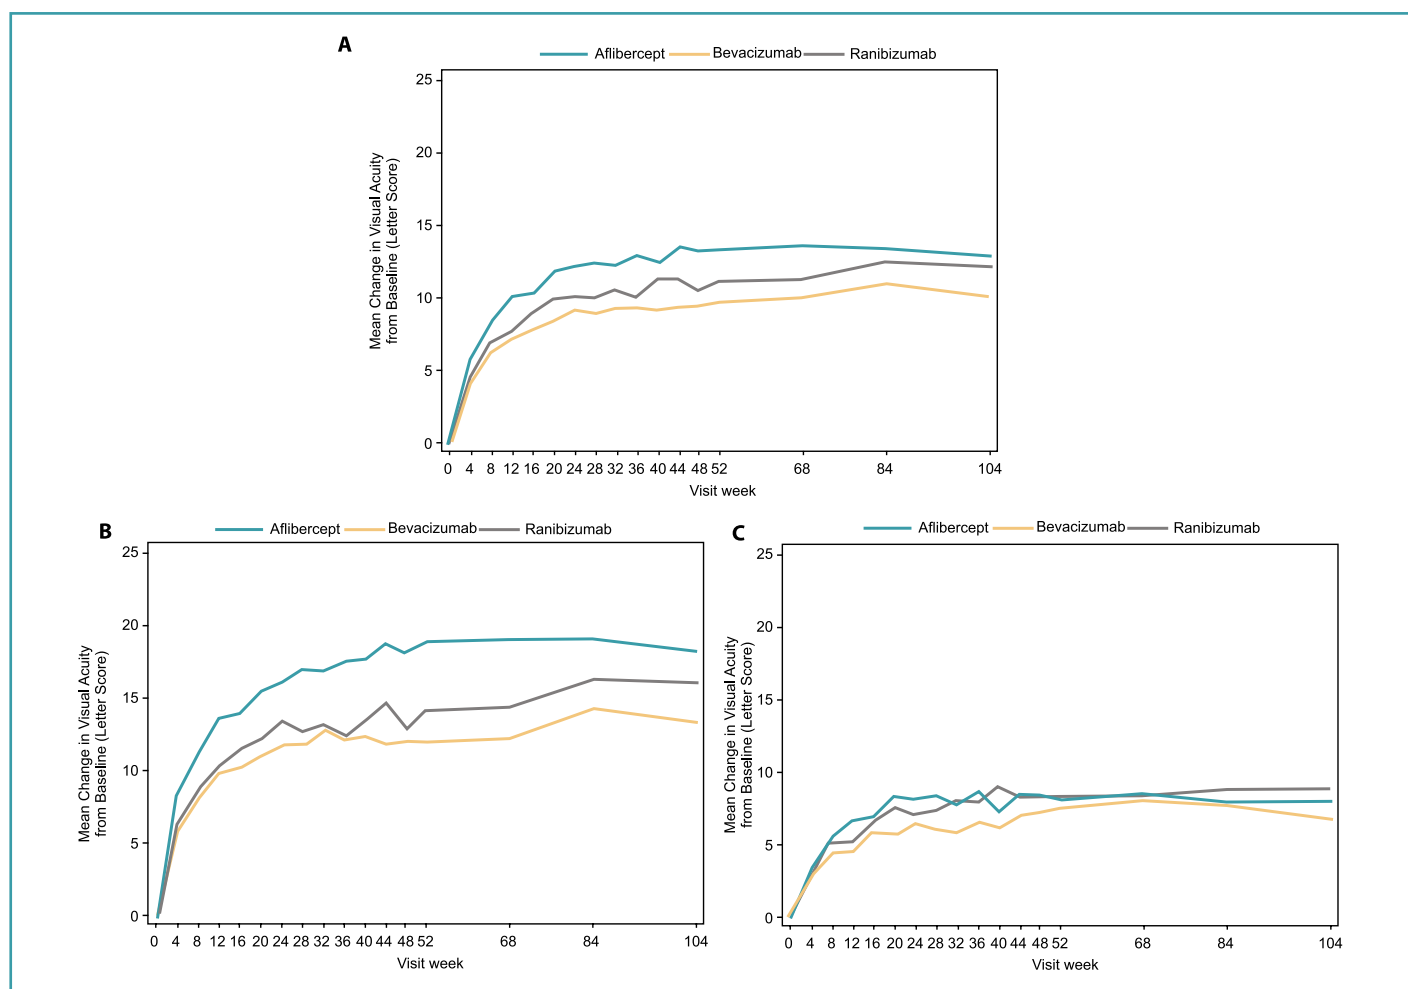 A
Aflibercept Bevacizumab Ranibizumab
25
20
15
10
5
0
Mean Change in Visual Acuity
from Baseline (Letter Score)
0 4 8 12 16 20 24 28 32 36 40 44 48 52 68 84 104
Visit week
B
Aflibercept Bevacizumab Ranibizumab
25
20
15
10
5
0
Mean Change in Visual Acuity
from Baseline (Letter Score)
0 4 8 12 16 20 24 28 32 36 40 44 48 52 68 84 104
Visit week
C
Aflibercept Bevacizumab Ranibizumab
25
20
15
10
5
0
Mean Change in Visual Acuity
from Baseline (Letter Score)
0 4 8 12 16 20 24 28 32 36 40 44 48 52 68 84 104
Visit week